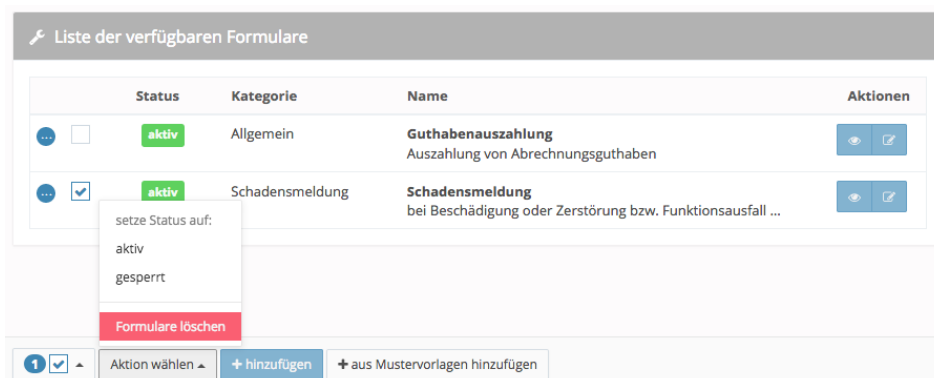 Liste der verfügbaren Formulare
Status Kategorie Name Aktionen
aktiv Allgemein Guthabenauszahlung
Auszahlung von Abrechnungsguthaben
aktiv Schadensmeldung Schadensmeldung
bei Beschädigung oder Zerstörung bzw. Funktionsausfall ...
setze Status auf:
aktiv
gesperrt
Formulare löschen
1 Aktion wählen + hinzufügen + aus Mustervorlagen hinzufügen